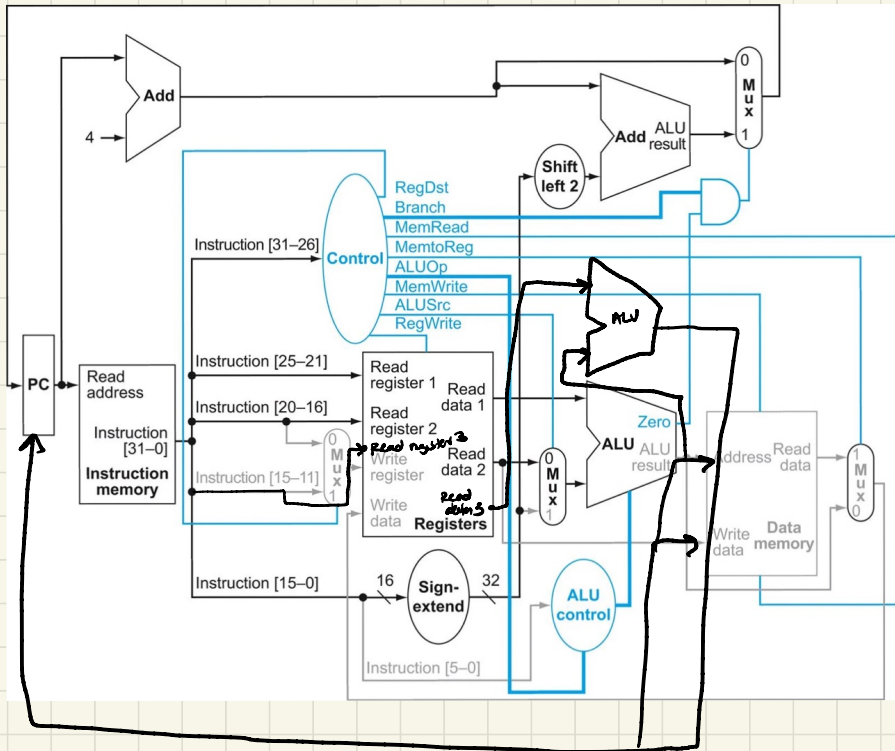 0
Mux
1
Add
4
Add ALU
result
Shift
left 2
RegDst
Branch
MemRead
MemtoReg
ALUOp
MemWrite
ALUSrc
RegWrite
Control
Instruction [31–26]
ALU
PC
Read
address
Instruction
[31–0]
Instruction
memory
Instruction [25–21]
Instruction [20–16]
Instruction [15–11]
0
Mux
1
Read
register 1
Read
register 2
Read register 3
Write
register
Write
data
Read
data 1
Read
data 2
Read
data 3
Registers
0
Mux
1
Zero
ALU
ALU
result
Address
Read
data
Write
data
Data
memory
1
Mux
0
Instruction [15–0]
16
Sign-
extend
32
ALU
control
Instruction [5–0]